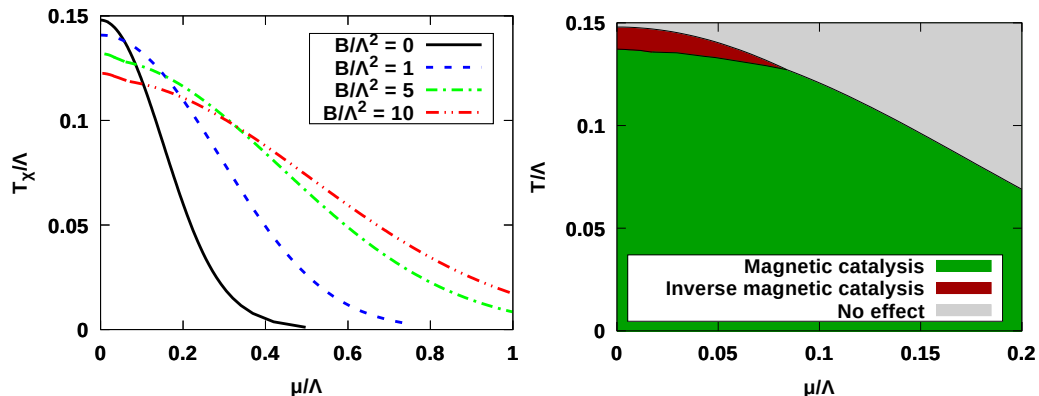 0.15
0.1
0.05
0
T_χ/Λ
B/Λ² = 0
B/Λ² = 1
B/Λ² = 5
B/Λ² = 10
0 0.2 0.4 0.6 0.8 1
μ/Λ
0.15
0.1
0.05
0
T/Λ
Magnetic catalysis
Inverse magnetic catalysis
No effect
0 0.05 0.1 0.15 0.2
μ/Λ